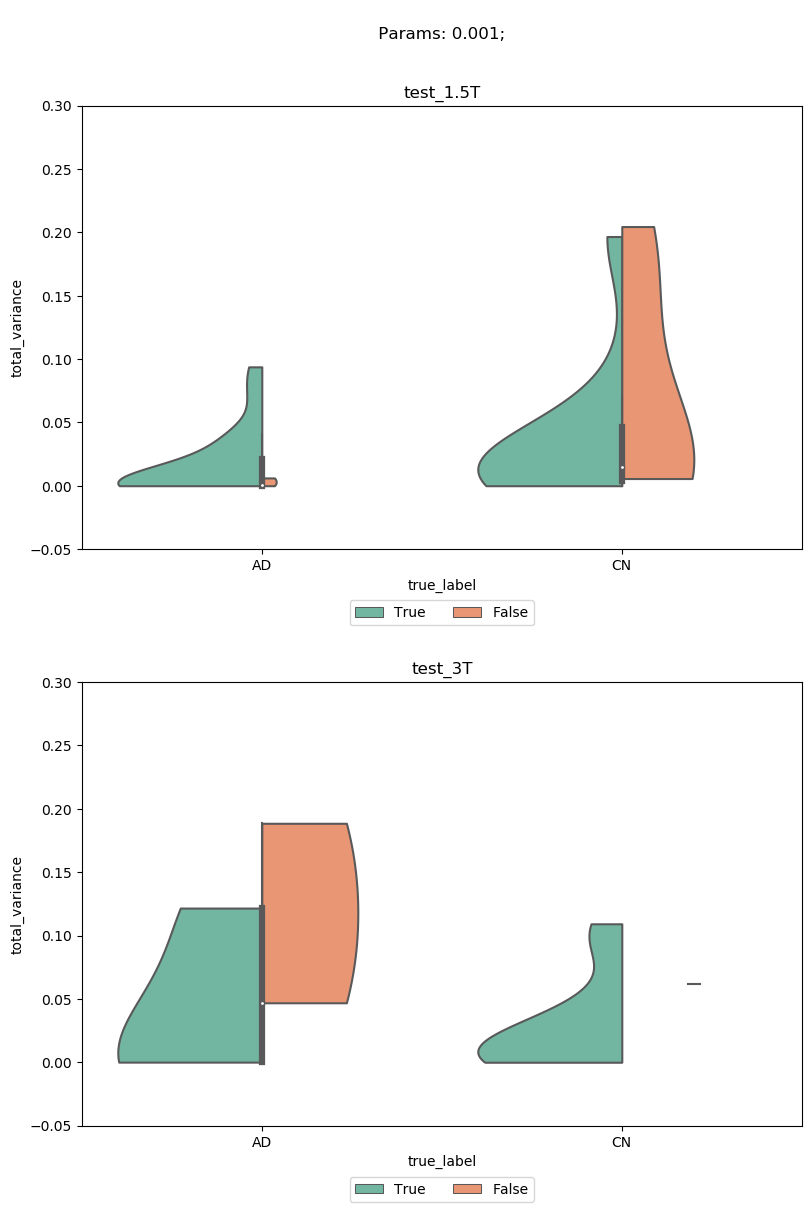 Params: 0.001;
test_1.5T
0.30
0.25
0.20
0.15
0.10
0.05
0.00
−0.05
total_variance
AD CN
true_label
True False
test_3T
0.30
0.25
0.20
0.15
0.10
0.05
0.00
−0.05
total_variance
AD CN
true_label
True False